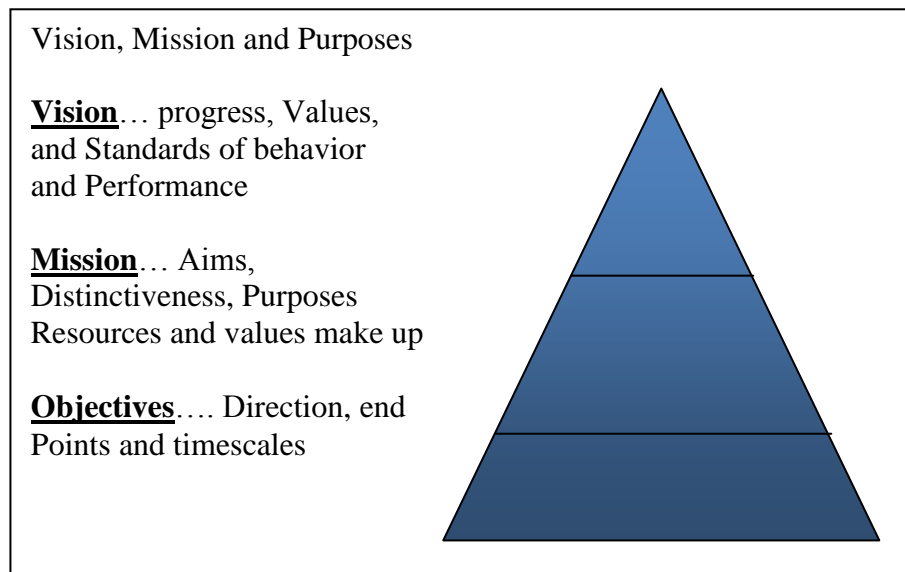 Vision, Mission and Purposes
Vision… progress, Values,
and Standards of behavior
and Performance
Mission… Aims,
Distinctiveness, Purposes
Resources and values make up
Objectives…. Direction, end
Points and timescales